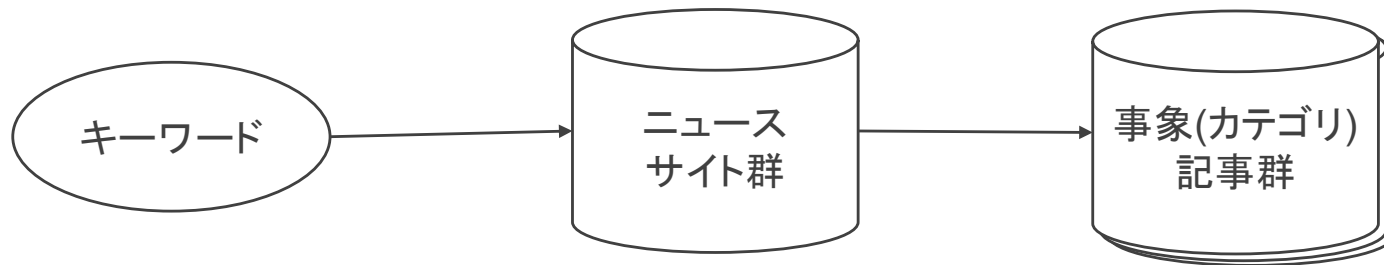 キーワード
ニュース
サイト群
事象(カテゴリ)
記事群